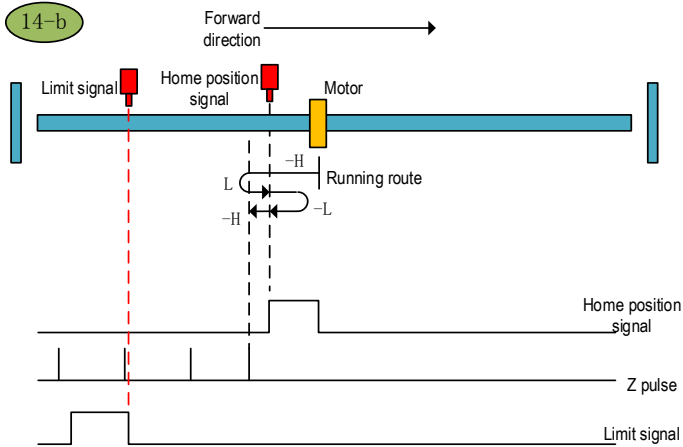 14-b
Forward
direction
Limit signal
Home position
signal
Motor
-H
Running route
L
-L
-H
Home position
signal
Z pulse
Limit signal